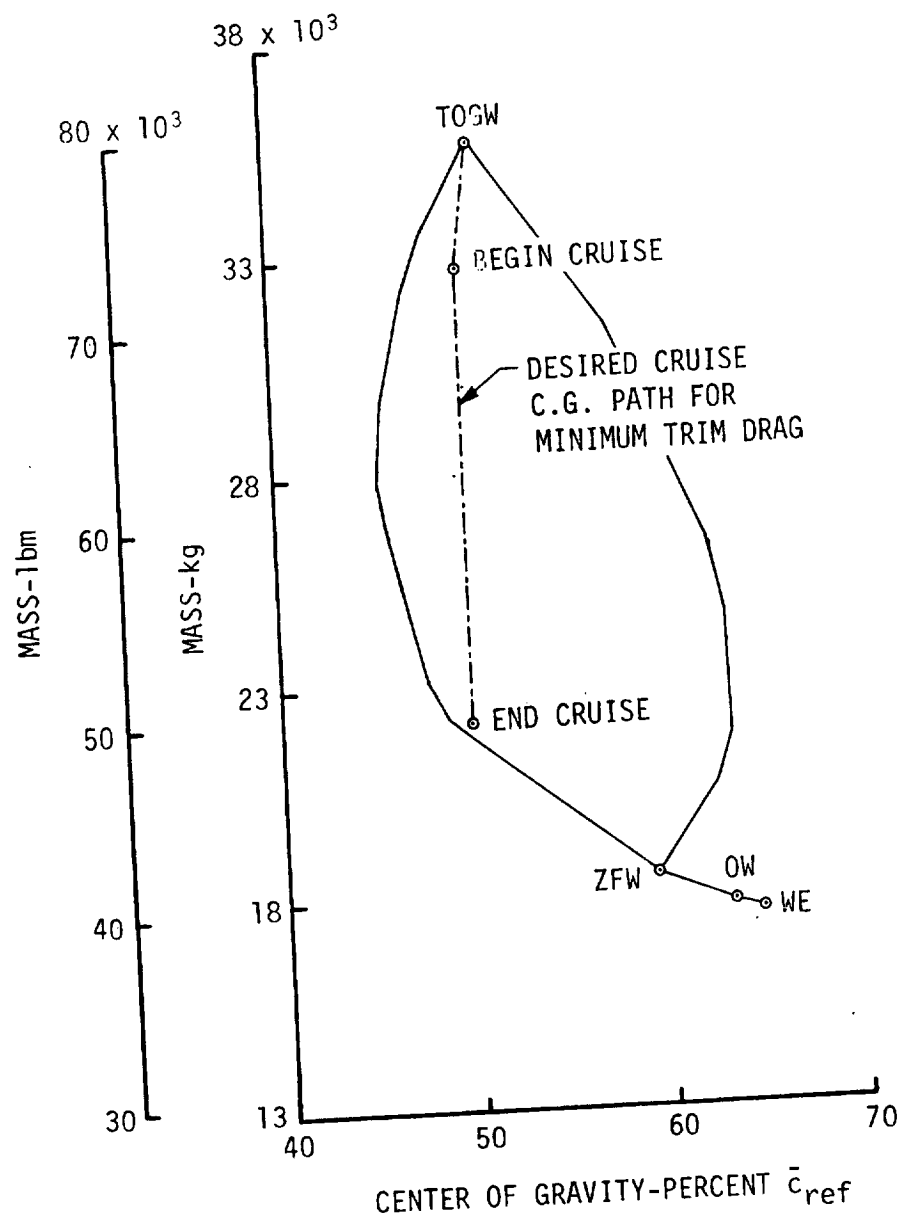 38 x 10³
80 x 10³
TOGW
BEGIN CRUISE
33
70
DESIRED CRUISE
C.G. PATH FOR
MINIMUM TRIM DRAG
28
60
MASS-lbm
MASS-kg
23
END CRUISE
50
ZFW
OW
WE
18
40
30
13
40
50
60
70
CENTER OF GRAVITY-PERCENT c̄ref